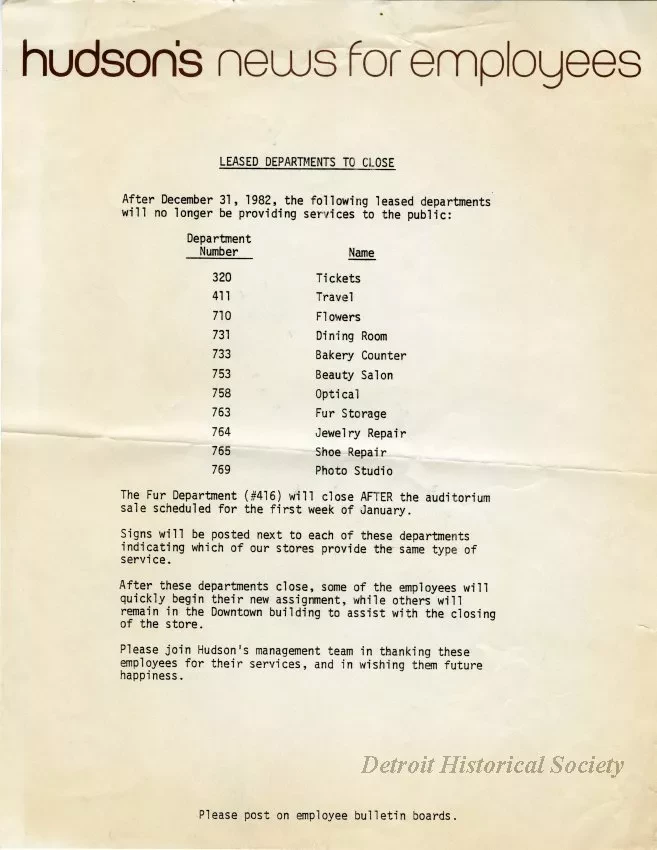 hudson's news for employees
LEASED DEPARTMENTS TO CLOSE
After December 31, 1982, the following leased departments
will no longer be providing services to the public:
Department
Number Name
320 Tickets
411 Travel
710 Flowers
731 Dining Room
733 Bakery Counter
753 Beauty Salon
758 Optical
763 Fur Storage
764 Jewelry Repair
765 Shoe Repair
769 Photo Studio
The Fur Department (#416) will close AFTER the auditorium
sale scheduled for the first week of January.
Signs will be posted next to each of these departments
indicating which of our stores provide the same type of
service.
After these departments close, some of the employees will
quickly begin their new assignment, while others will
remain in the Downtown building to assist with the closing
of the store.
Please join Hudson's management team in thanking these
employees for their services, and in wishing them future
happiness.
Detroit Historical Society
Please post on employee bulletin boards.